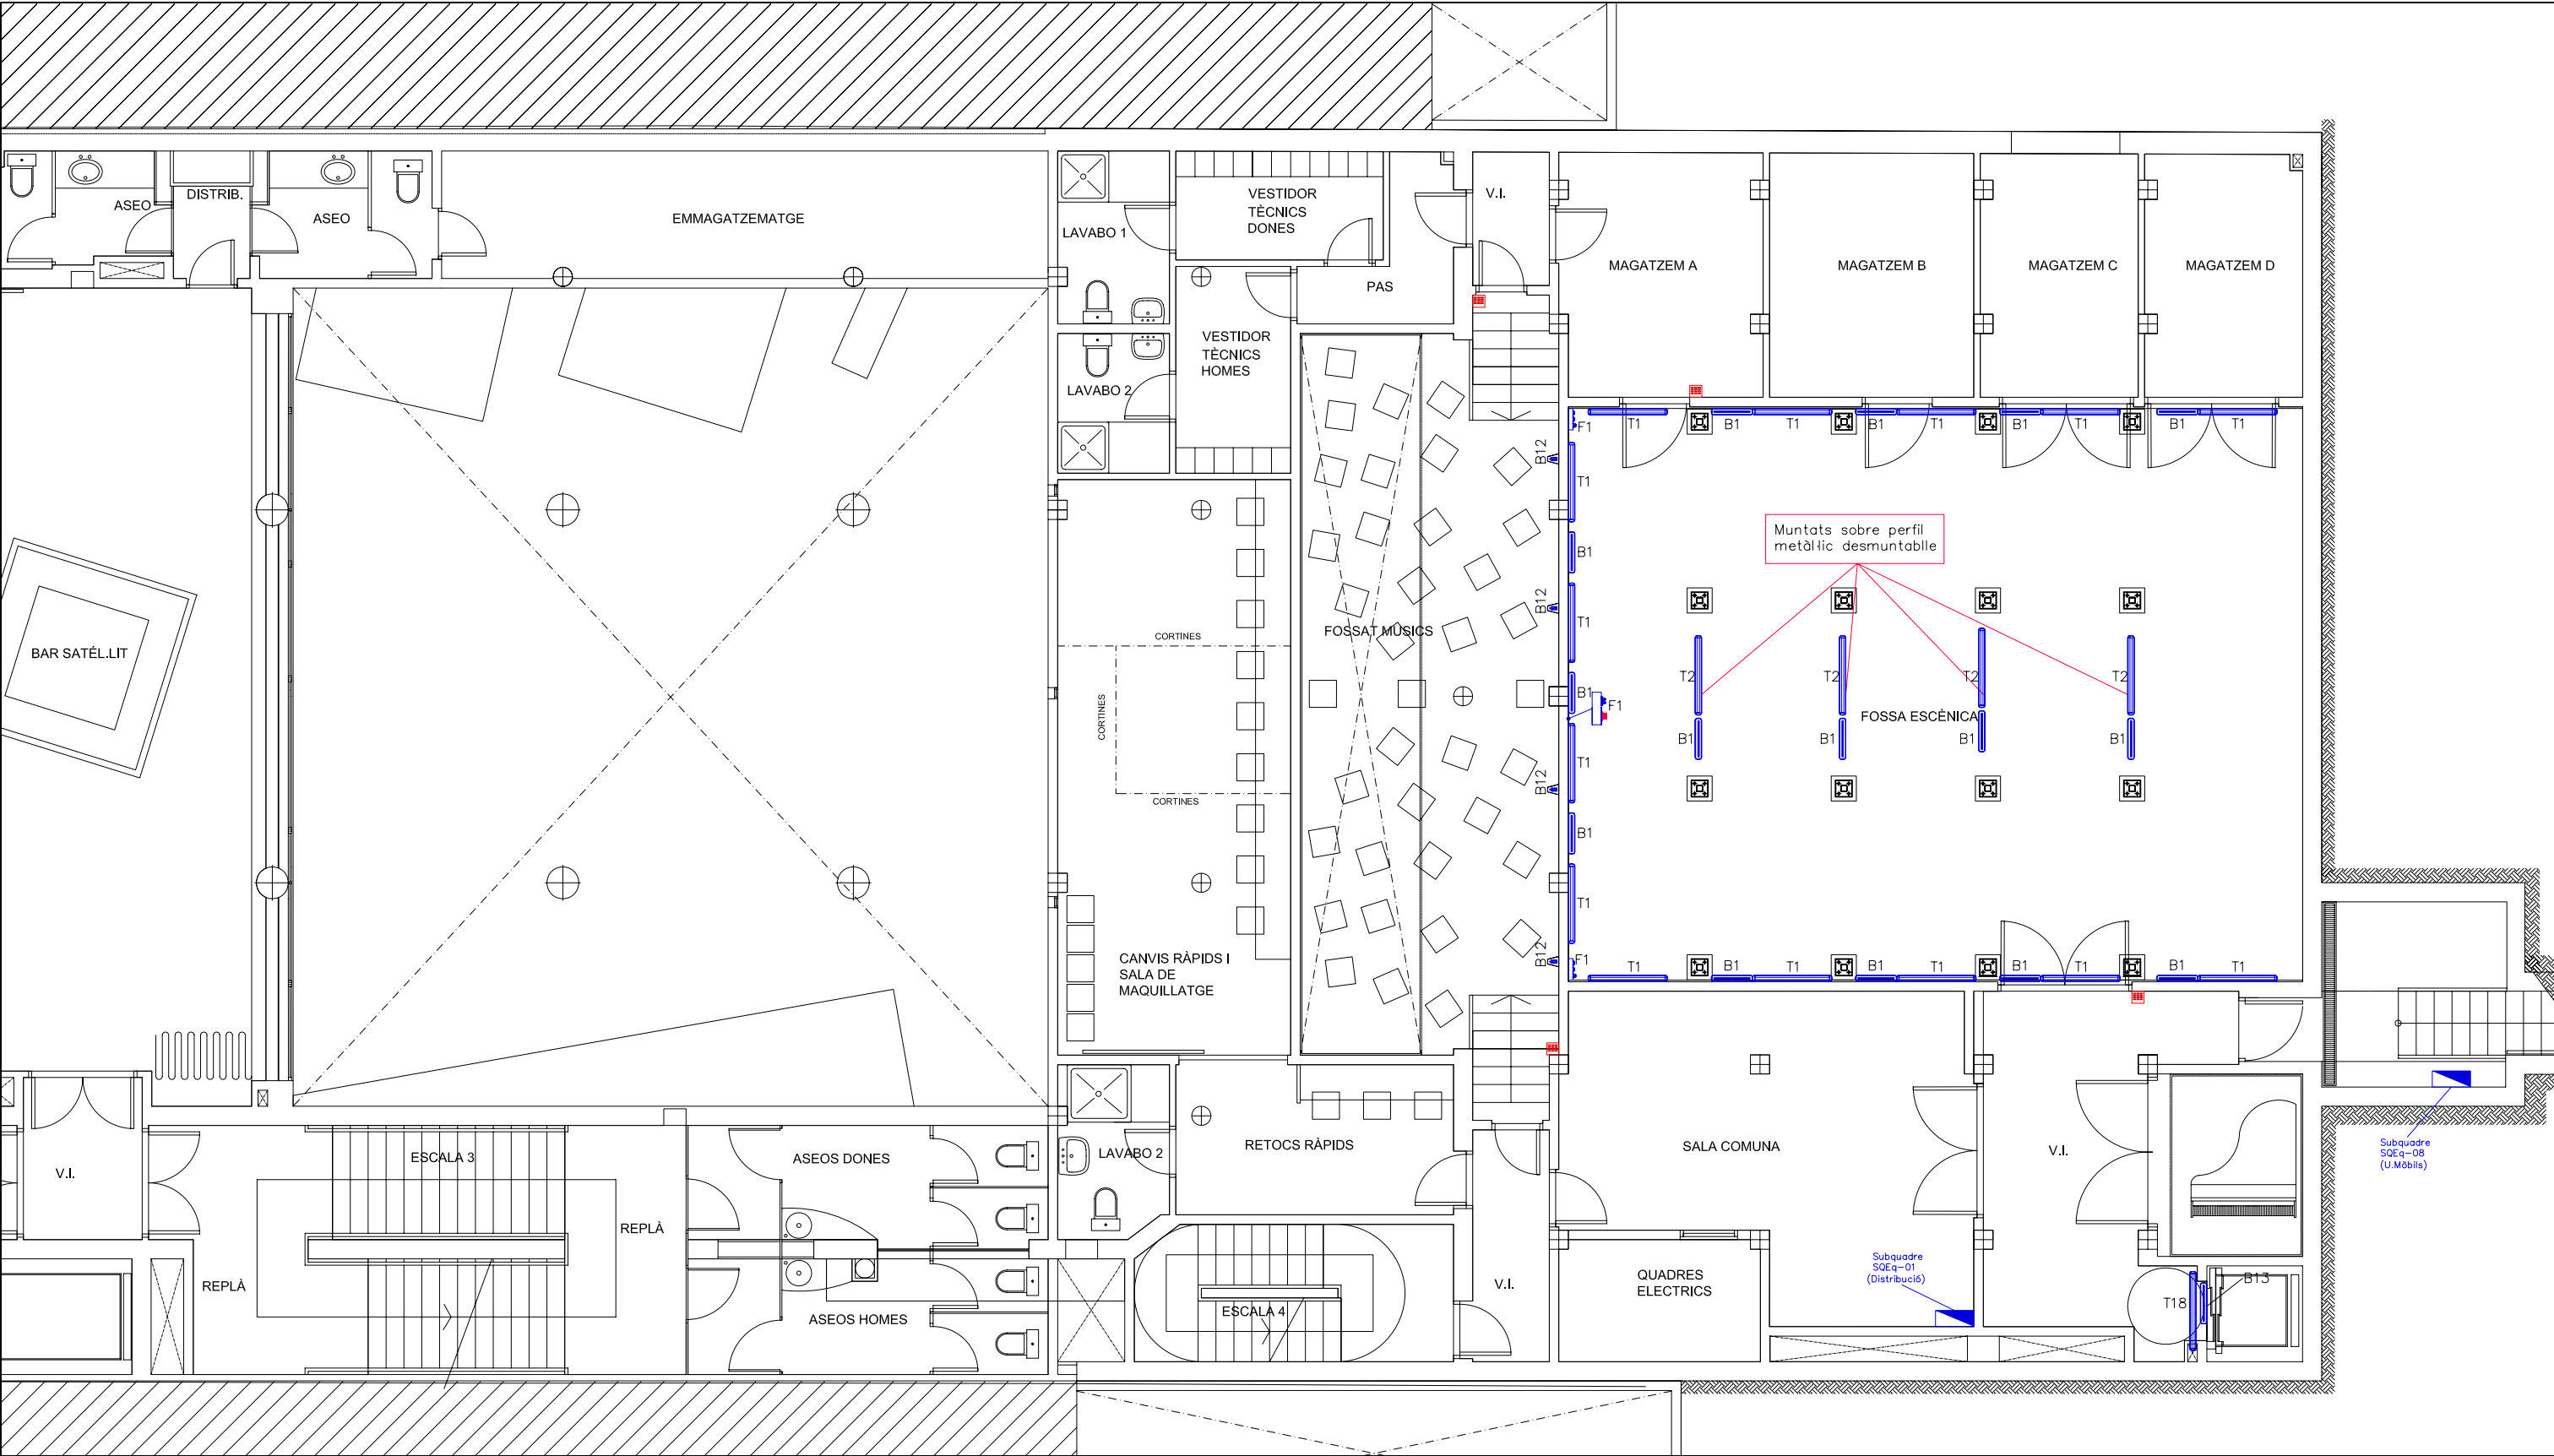 DISTRIB.
ASEO
ASEO
EMMAGATZEMATGE
LAVABO 1
VESTIDOR
TÈCNICS
DONES
V.I.
PAS
MAGATZEM A
MAGATZEM B
MAGATZEM C
MAGATZEM D
VESTIDOR
TÈCNICS
HOMES
LAVABO 2
F1
T1
B1
T1
B1
T1
B1
T1
B1
T1
B12
T1
B1
B12
T1
B1
F1
T1
B12
B1
T1
B12
F1
Muntats sobre perfil
metàl·lic desmuntablle
T2
T2
T2
T2
FOSSA ESCÈNICA
B1
B1
B1
B1
BAR SATÉL.LIT
CORTINES
CORTINES
CORTINES
FOSSAT MÚSICS
CANVIS RÀPIDS I
SALA DE
MAQUILLATGE
T1
B1
T1
B1
T1
B1
T1
B1
T1
V.I.
ESCALA 3
REPLÀ
REPLÀ
ASEOS DONES
ASEOS HOMES
LAVABO 2
RETOCS RÀPIDS
ESCALA 4
V.I.
SALA COMUNA
QUADRES
ELECTRICS
V.I.
Subquadre
SQEq-01
(Distribució)
Subquadre
SQEq-08
(U.Mòbils)
T18
B13